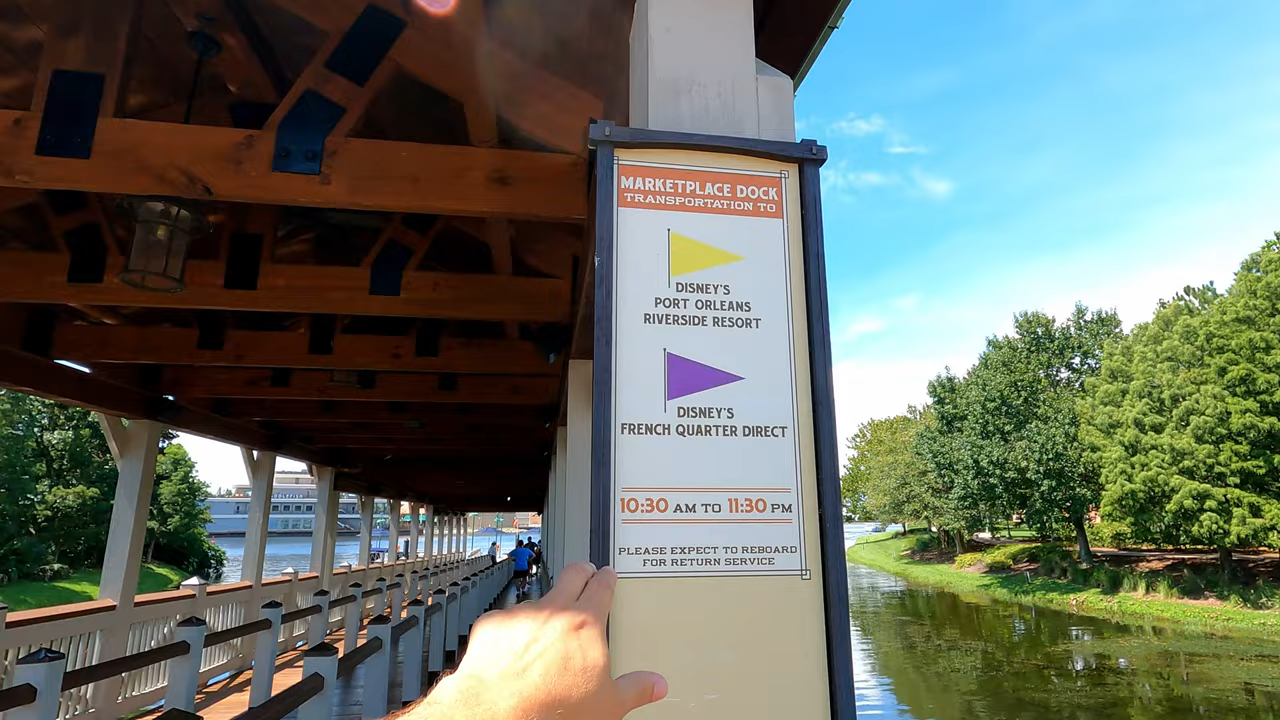 MARKETPLACE DOCK
TRANSPORTATION TO
DISNEY'S
PORT ORLEANS
RIVERSIDE RESORT
DISNEY'S
FRENCH QUARTER DIRECT
10:30 AM TO 11:30 PM
PLEASE EXPECT TO REBOARD
FOR RETURN SERVICE